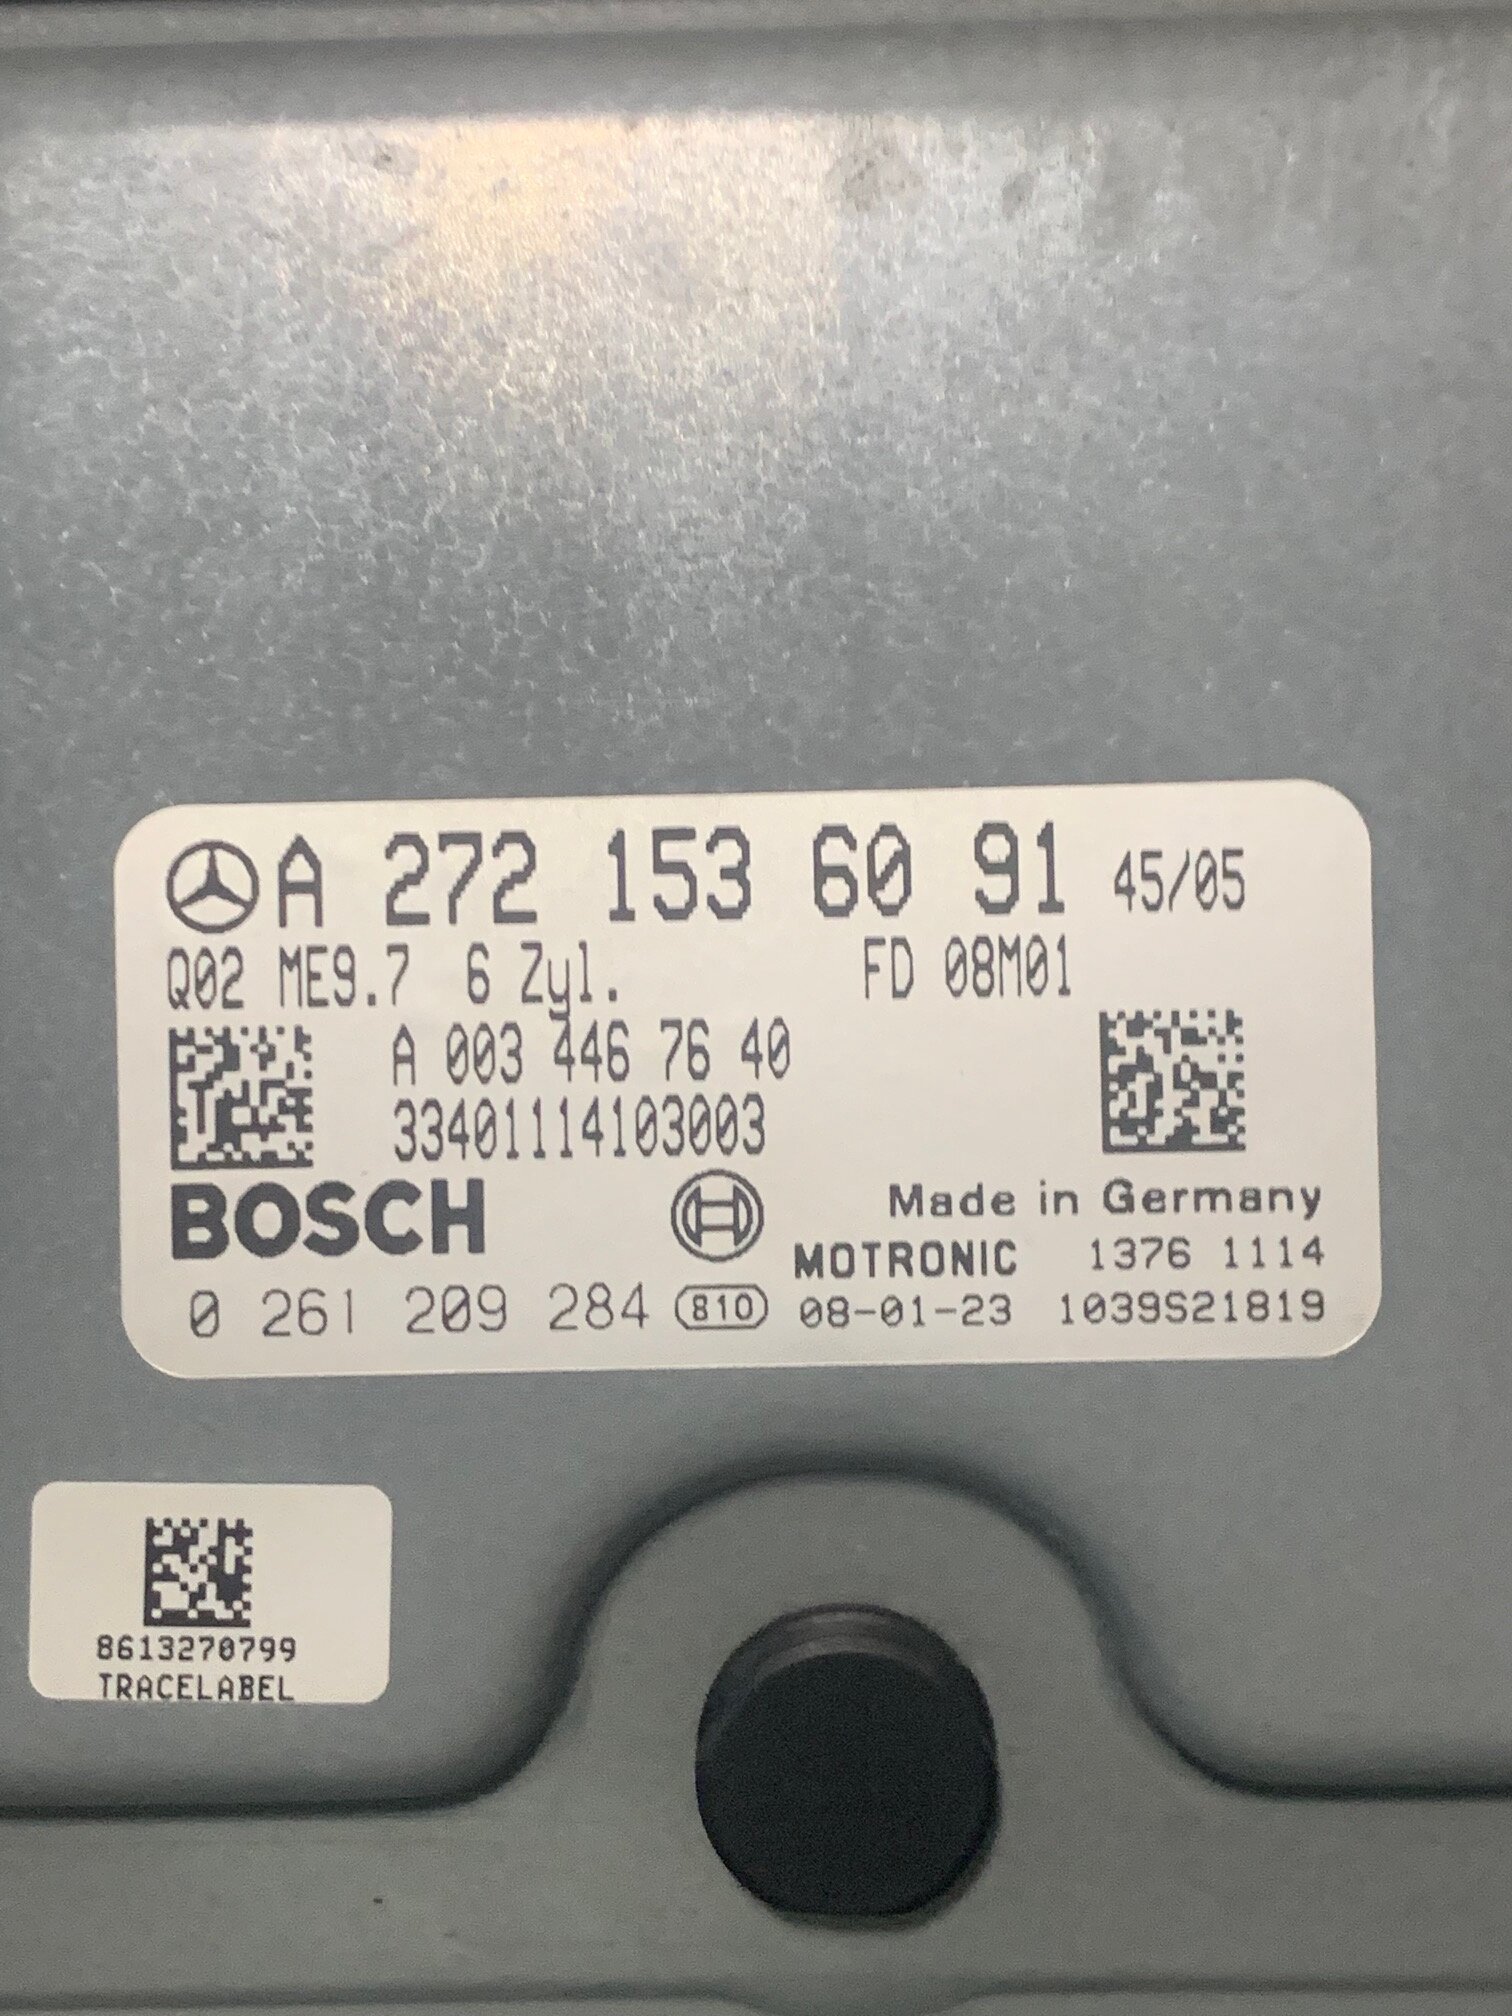 A 272 153 60 91 45/05
Q02 ME9.7 6 Zyl. FD 08M01
A 003 446 76 40
33401114103003
BOSCH Made in Germany
MOTRONIC 1376 1114
0 261 209 284 810 08-01-23 1039S21819
8613270799
TRACELABEL